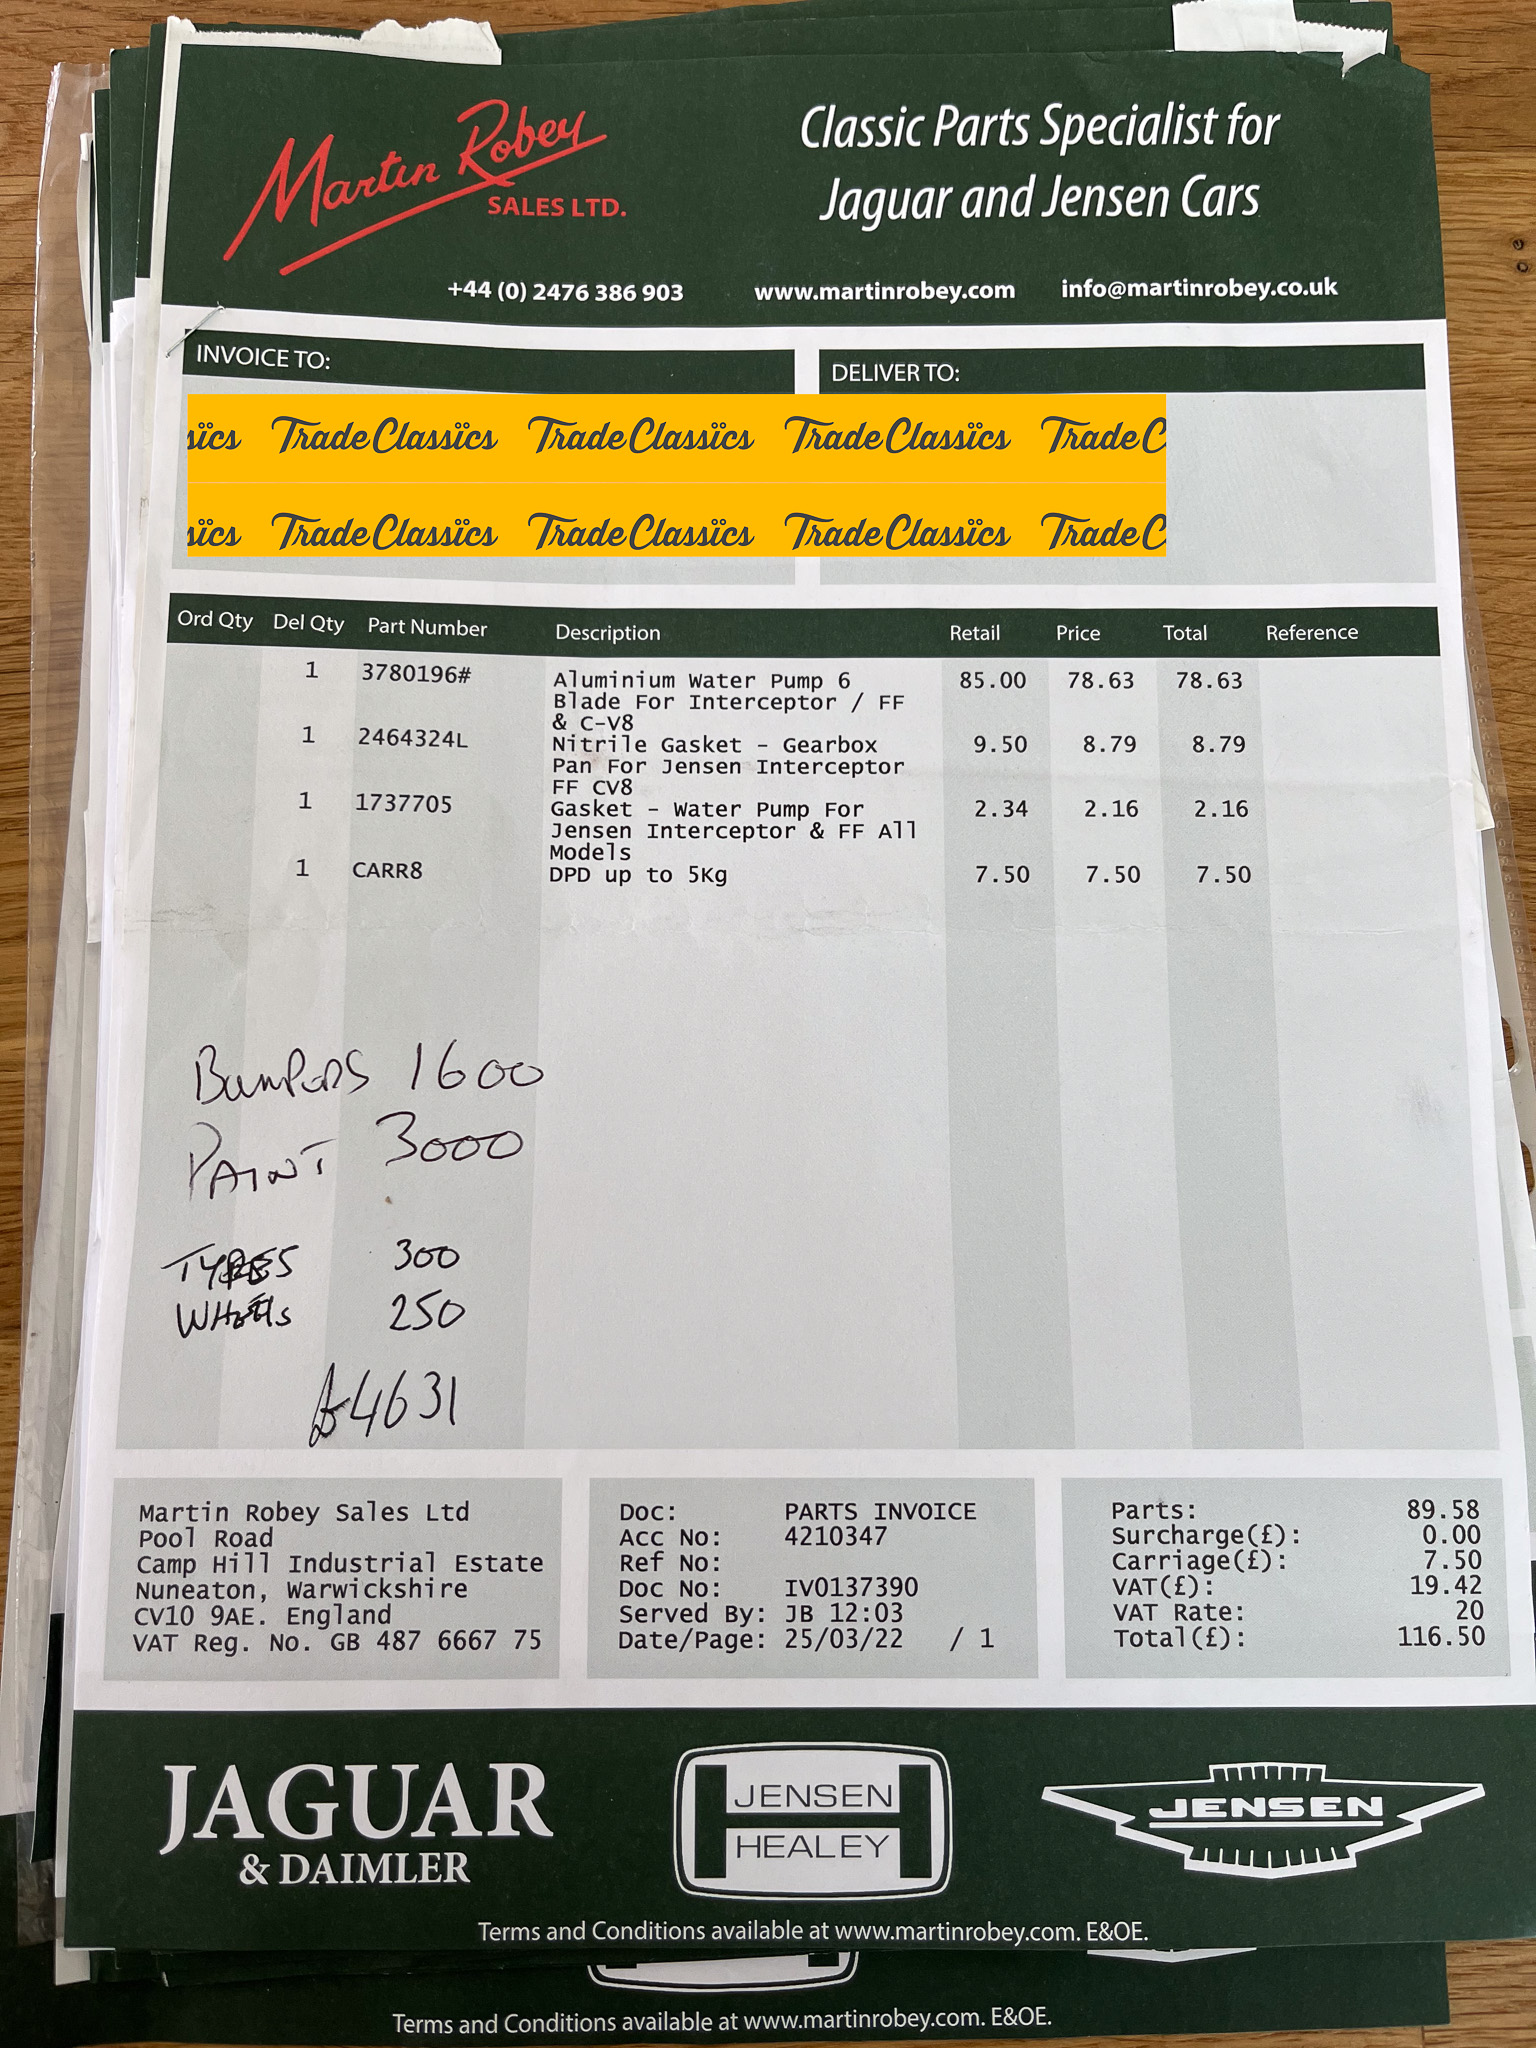 Martin Robey
SALES LTD.
Classic Parts Specialist for
Jaguar and Jensen Cars
+44 (0) 2476 386 903 www.martinrobey.com info@martinrobey.co.uk
INVOICE TO: DELIVER TO:
sïcs TradeClassïcs TradeClassïcs TradeClassïcs TradeC
sïcs TradeClassïcs TradeClassïcs TradeClassïcs TradeC
Ord Qty Del Qty Part Number Description Retail Price Total Reference
1 3780196# Aluminium Water Pump 6 85.00 78.63 78.63
Blade For Interceptor / FF
& C-V8
1 2464324L Nitrile Gasket - Gearbox 9.50 8.79 8.79
Pan For Jensen Interceptor
FF CV8
1 1737705 Gasket - Water Pump For 2.34 2.16 2.16
Jensen Interceptor & FF All
Models
1 CARR8 DPD up to 5Kg 7.50 7.50 7.50
BumPers 1600
PAINT 3000
TYRES 300
WHEEls 250
£4631
Martin Robey Sales Ltd
Pool Road
Camp Hill Industrial Estate
Nuneaton, Warwickshire
CV10 9AE. England
VAT Reg. No. GB 487 6667 75
Doc: PARTS INVOICE
Acc No: 4210347
Ref No:
Doc No: IV0137390
Served By: JB 12:03
Date/Page: 25/03/22 / 1
Parts: 89.58
Surcharge(£): 0.00
Carriage(£): 7.50
VAT(£): 19.42
VAT Rate: 20
Total(£): 116.50
JAGUAR
& DAIMLER
JENSEN
HEALEY
JENSEN
Terms and Conditions available at www.martinrobey.com. E&OE.
Terms and Conditions available at www.martinrobey.com. E&OE.